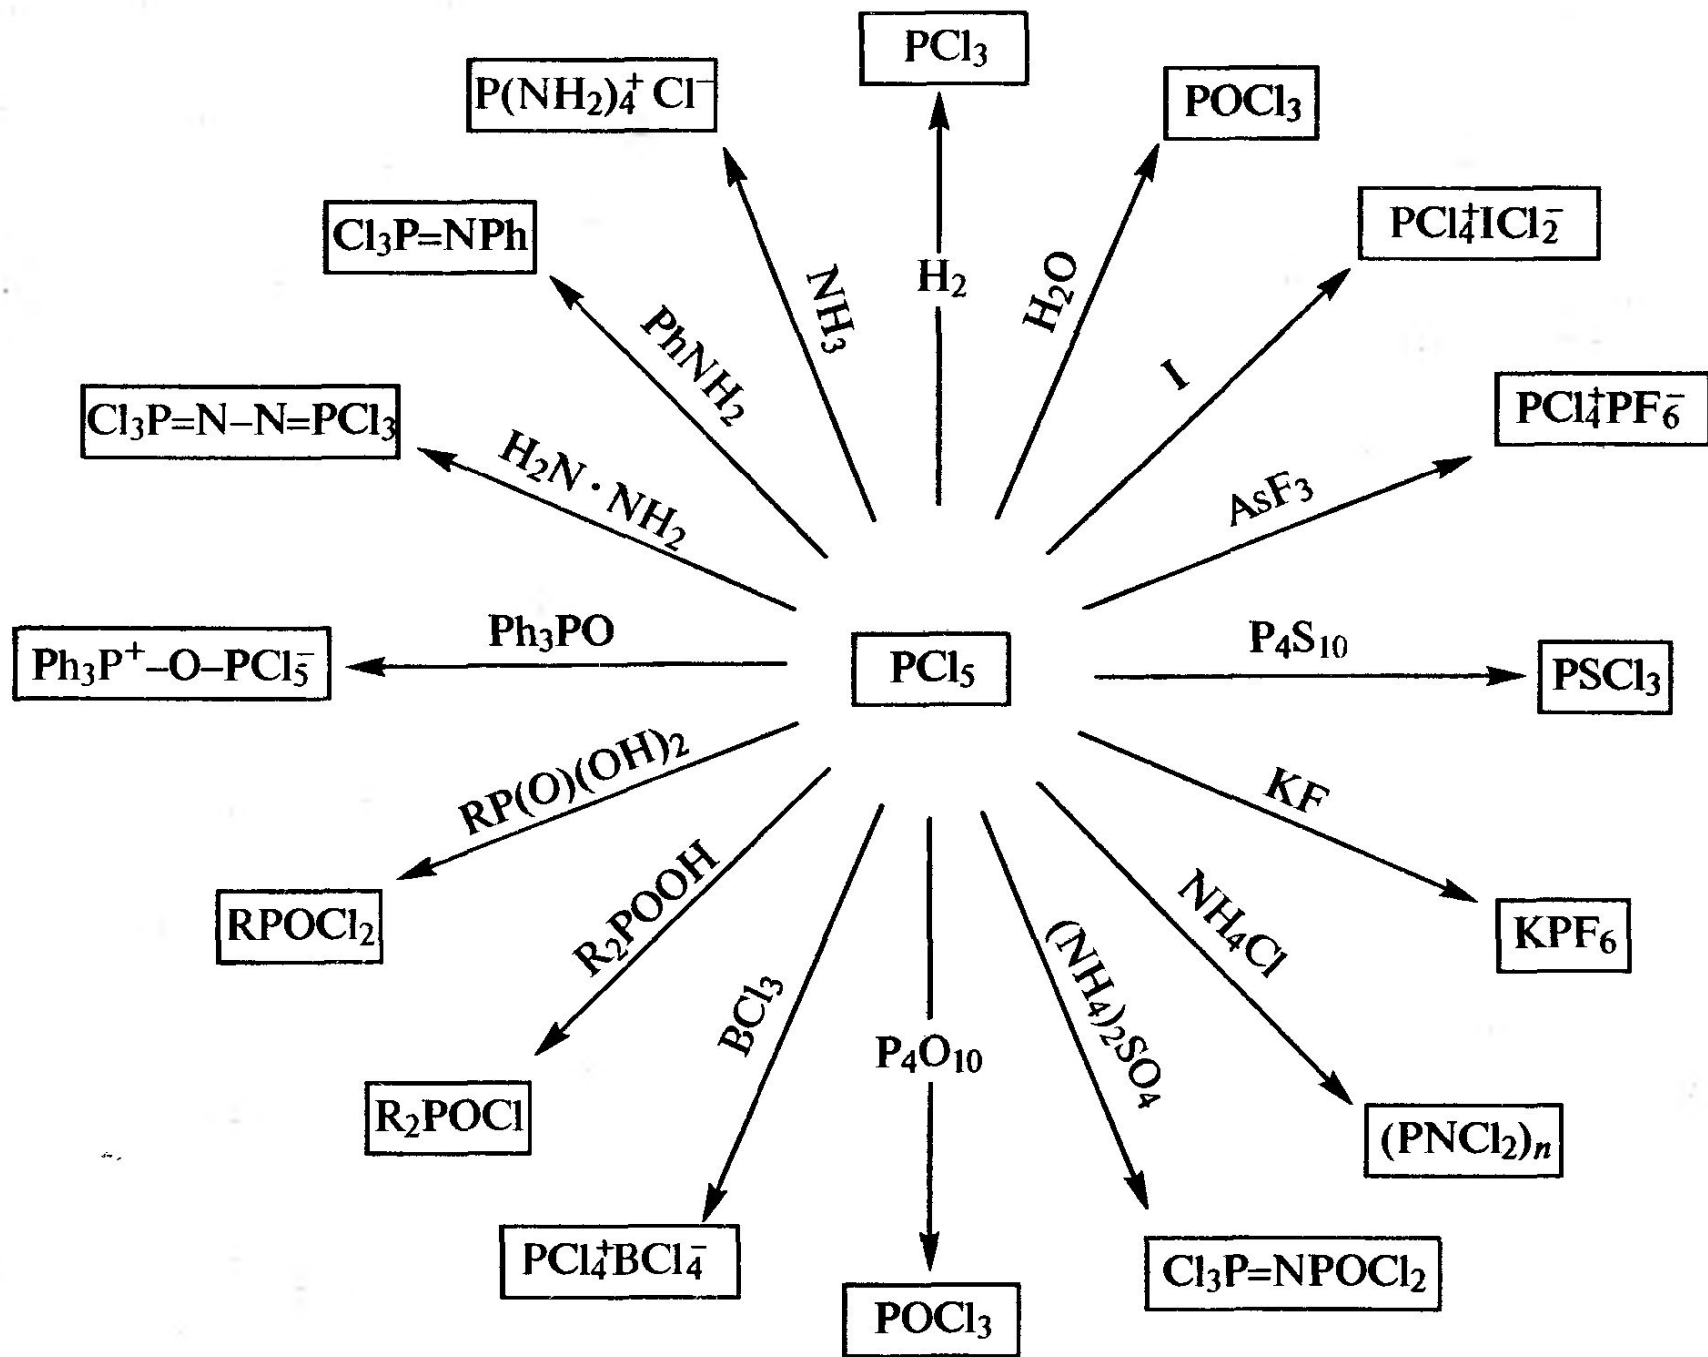 PCl₃
P(NH₂)₄⁺Cl⁻
POCl₃
Cl₃P=NPh
PCl₄⁺ICl₂⁻
H₂
NH₃
H₂O
PhNH₂
I
Cl₃P=N–N=PCl₃
PCl₄⁺PF₆⁻
H₂N·NH₂
AsF₃
Ph₃PO
P₄S₁₀
Ph₃P⁺–O–PCl₅⁻
PCl₅
PSCl₃
RP(O)(OH)₂
KF
R₂POOH
NH₄Cl
RPOCl₂
KPF₆
BCl₃
P₄O₁₀
(NH₄)₂SO₄
R₂POCl
(PNCl₂)ₙ
PCl₄⁺BCl₄⁻
Cl₃P=NPOCl₂
POCl₃